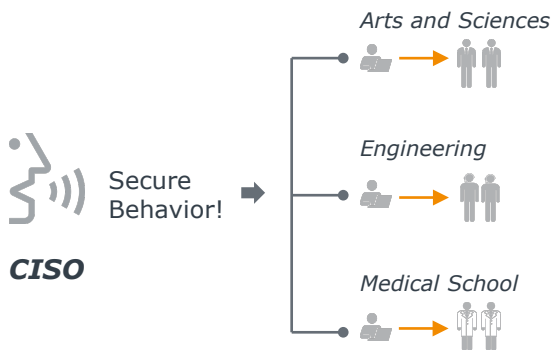 Arts and Sciences
Engineering
Secure
Behavior!
CISO
Medical School